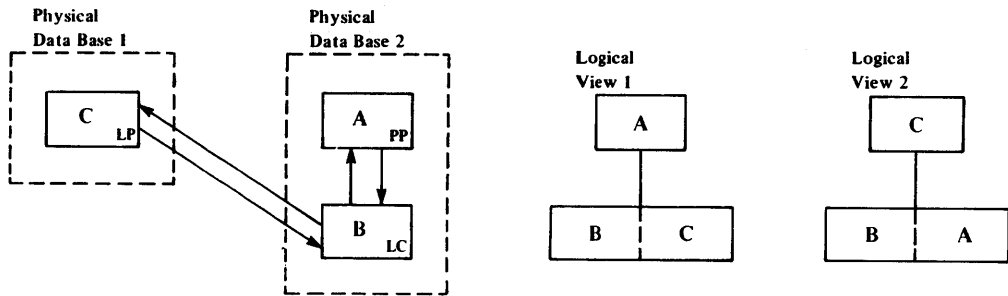 Physical
Data Base 1
C
LP
Physical
Data Base 2
A
PP
B
LC
Logical
View 1
A
B
C
Logical
View 2
C
B
A